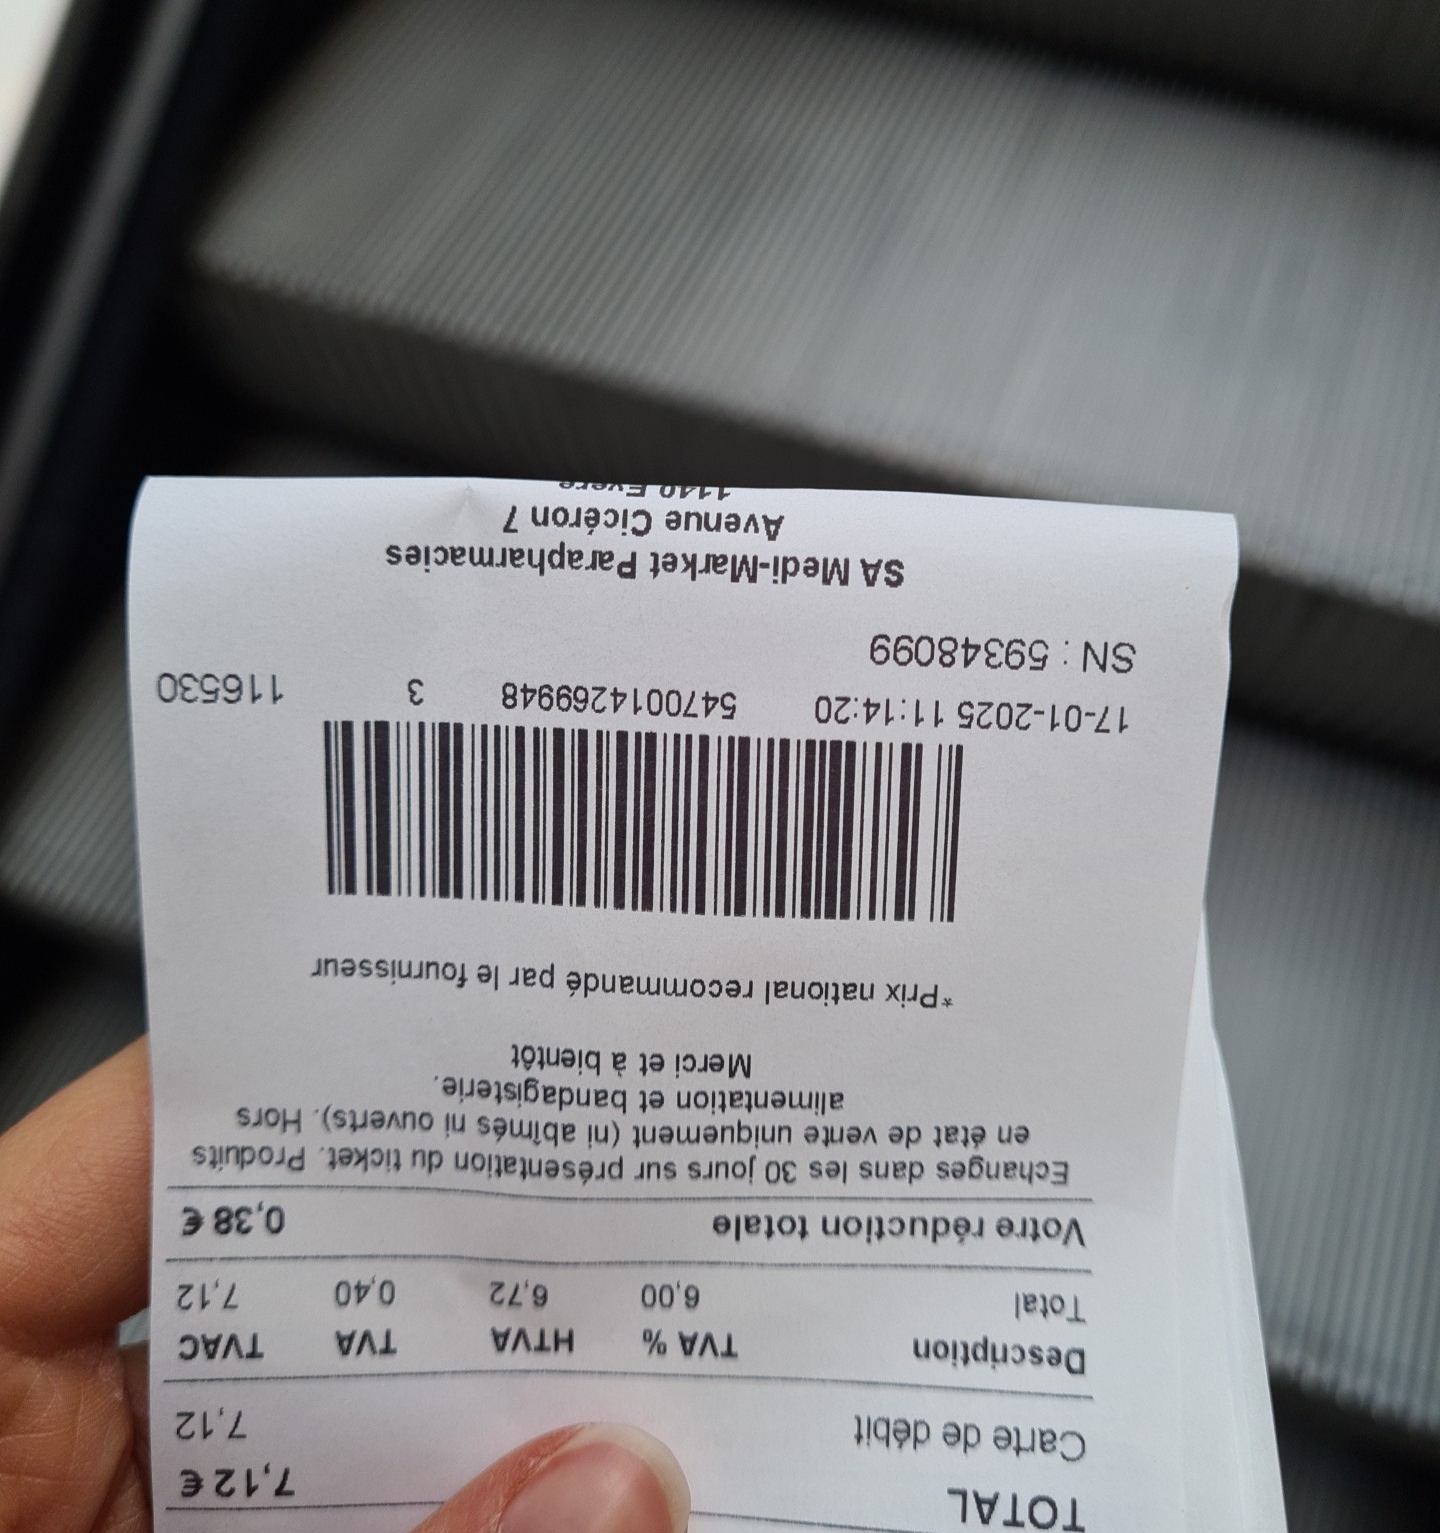 TOTAL 7,12 €
Carte de débit 7,12
Description TVA % HTVA TVA TVAC
Total 6,00 6,72 0,40 7,12
Votre réduction totale 0,38 €
Echanges dans les 30 jours sur présentation du ticket. Produits
en état de vente uniquement (ni abîmés ni ouverts). Hors
alimentation et bandagisterie.
Merci et à bientôt
*Prix national recommandé par le fournisseur
17-01-2025 11:14:20 5470014269948 3 116530
SN : 59348099
SA Medi-Market Parapharmacies
Avenue Cicéron 7
1140 Evere